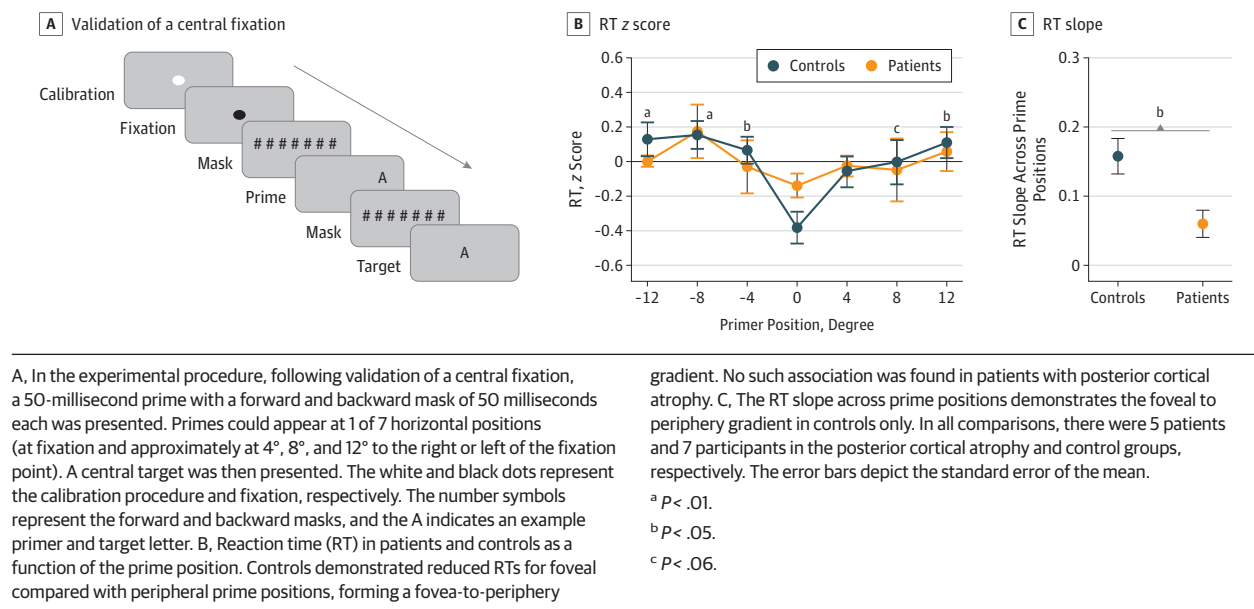 A Validation of a central fixation
Calibration
Fixation
# # # # # # #
Mask
A
Prime
# # # # # # #
Mask
A
Target
B RT z score
0.6
0.4
0.2
0
-0.2
-0.4
-0.6
RT, z Score
Controls Patients
a
a
b
c
b
-12 -8 -4 0 4 8 12
Primer Position, Degree
C RT slope
0.3
0.2
0.1
0
RT Slope Across Prime
Positions
b
Controls Patients
A, In the experimental procedure, following validation of a central fixation,
a 50-millisecond prime with a forward and backward mask of 50 milliseconds
each was presented. Primes could appear at 1 of 7 horizontal positions
(at fixation and approximately at 4°, 8°, and 12° to the right or left of the fixation
point). A central target was then presented. The white and black dots represent
the calibration procedure and fixation, respectively. The number symbols
represent the forward and backward masks, and the A indicates an example
primer and target letter. B, Reaction time (RT) in patients and controls as a
function of the prime position. Controls demonstrated reduced RTs for foveal
compared with peripheral prime positions, forming a fovea-to-periphery
gradient. No such association was found in patients with posterior cortical
atrophy. C, The RT slope across prime positions demonstrates the foveal to
periphery gradient in controls only. In all comparisons, there were 5 patients
and 7 participants in the posterior cortical atrophy and control groups,
respectively. The error bars depict the standard error of the mean.
a P< .01.
b P< .05.
c P< .06.